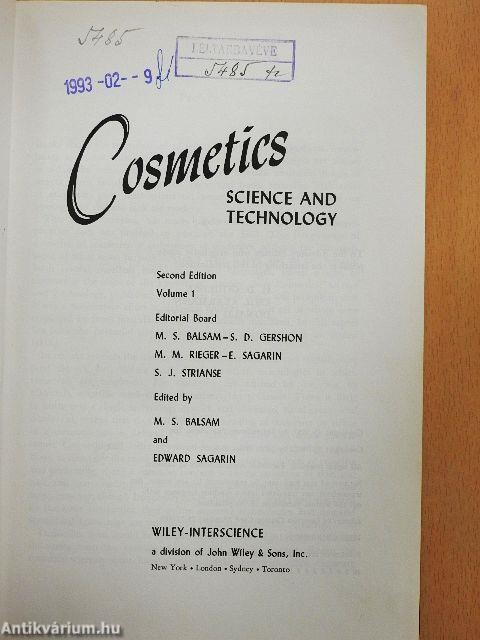 5485
LELTÁRBAVÉVE
5485
1993 -02- - 9
Cosmetics
SCIENCE AND
TECHNOLOGY
Second Edition
Volume 1
Editorial Board
M. S. BALSAM–S. D. GERSHON
M. M. RIEGER–E. SAGARIN
S. J. STRIANSE
Edited by
M. S. BALSAM
and
EDWARD SAGARIN
WILEY-INTERSCIENCE
a division of John Wiley & Sons, Inc.
New York • London • Sydney • Toronto
Antikvárium.hu